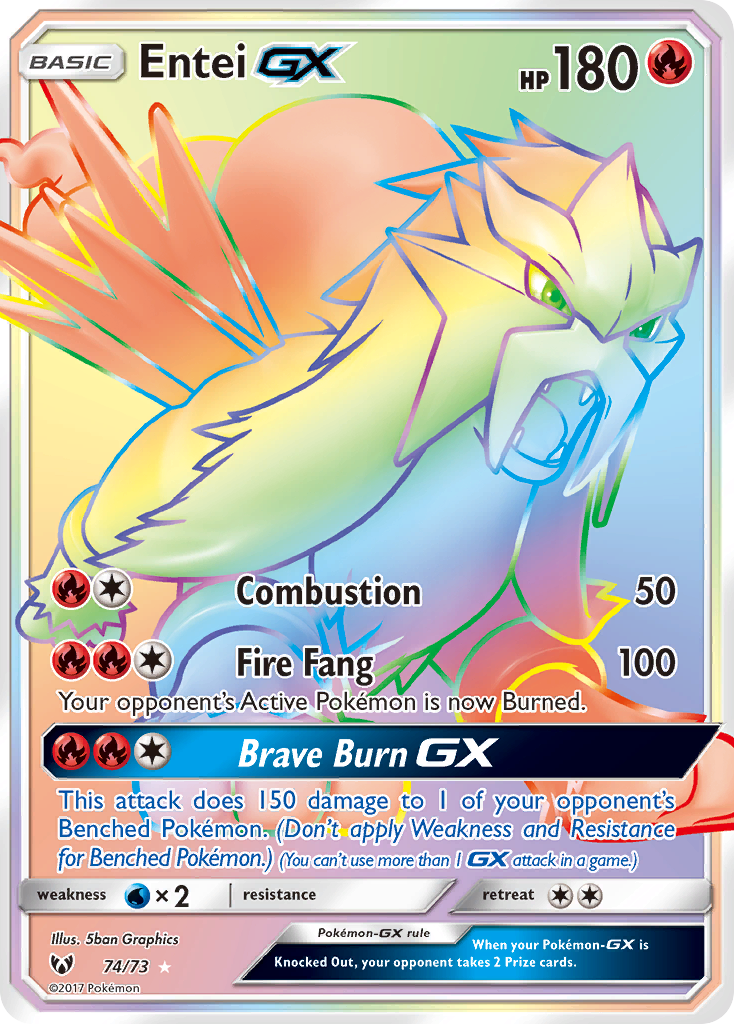 BASIC Entei GX HP 180
Combustion 50
Fire Fang 100
Your opponent's Active Pokémon is now Burned.
Brave Burn GX
This attack does 150 damage to 1 of your opponent's
Benched Pokémon. (Don't apply Weakness and Resistance
for Benched Pokémon.) (You can't use more than 1 GX attack in a game.)
weakness ×2 resistance retreat
Illus. 5ban Graphics
74/73
©2017 Pokémon
Pokémon-GX rule
When your Pokémon-GX is
Knocked Out, your opponent takes 2 Prize cards.